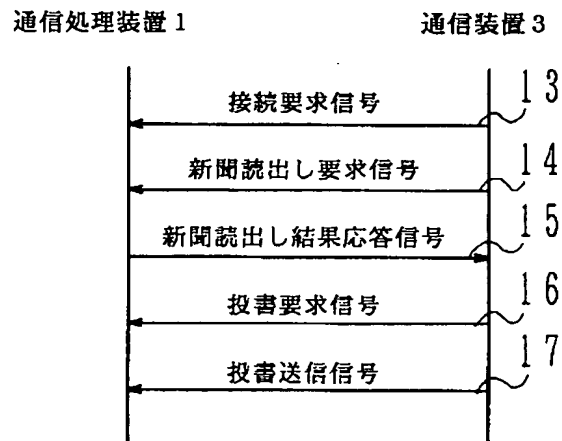 通信処理装置1 通信装置3
接続要求信号 13
新聞読出し要求信号 14
新聞読出し結果応答信号 15
投書要求信号 16
投書送信信号 17